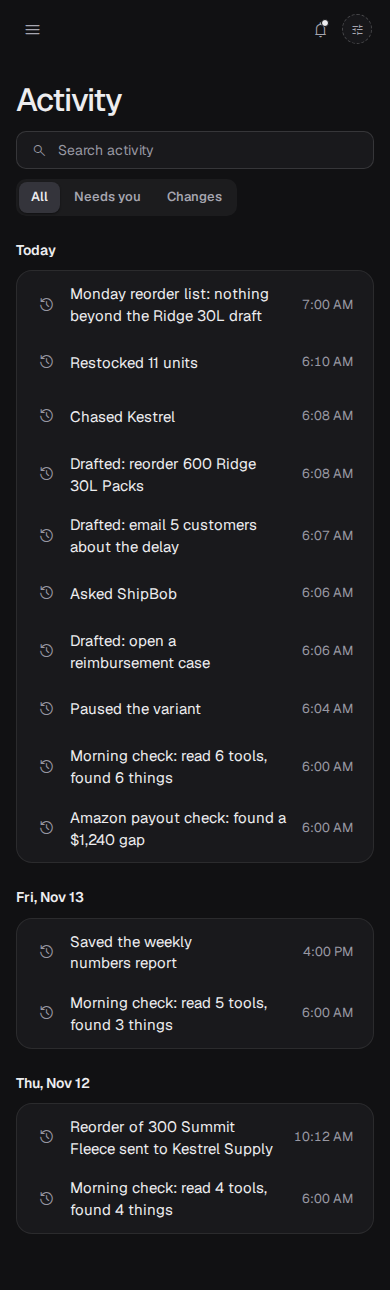 Activity
Search activity
All
Needs you
Changes
Today
Monday reorder list: nothing
beyond the Ridge 30L draft
7:00 AM
Restocked 11 units
6:10 AM
Chased Kestrel
6:08 AM
Drafted: reorder 600 Ridge
30L Packs
6:08 AM
Drafted: email 5 customers
about the delay
6:07 AM
Asked ShipBob
6:06 AM
Drafted: open a
reimbursement case
6:06 AM
Paused the variant
6:04 AM
Morning check: read 6 tools,
found 6 things
6:00 AM
Amazon payout check: found a
$1,240 gap
6:00 AM
Fri, Nov 13
Saved the weekly
numbers report
4:00 PM
Morning check: read 5 tools,
found 3 things
6:00 AM
Thu, Nov 12
Reorder of 300 Summit
Fleece sent to Kestrel Supply
10:12 AM
Morning check: read 4 tools,
found 4 things
6:00 AM